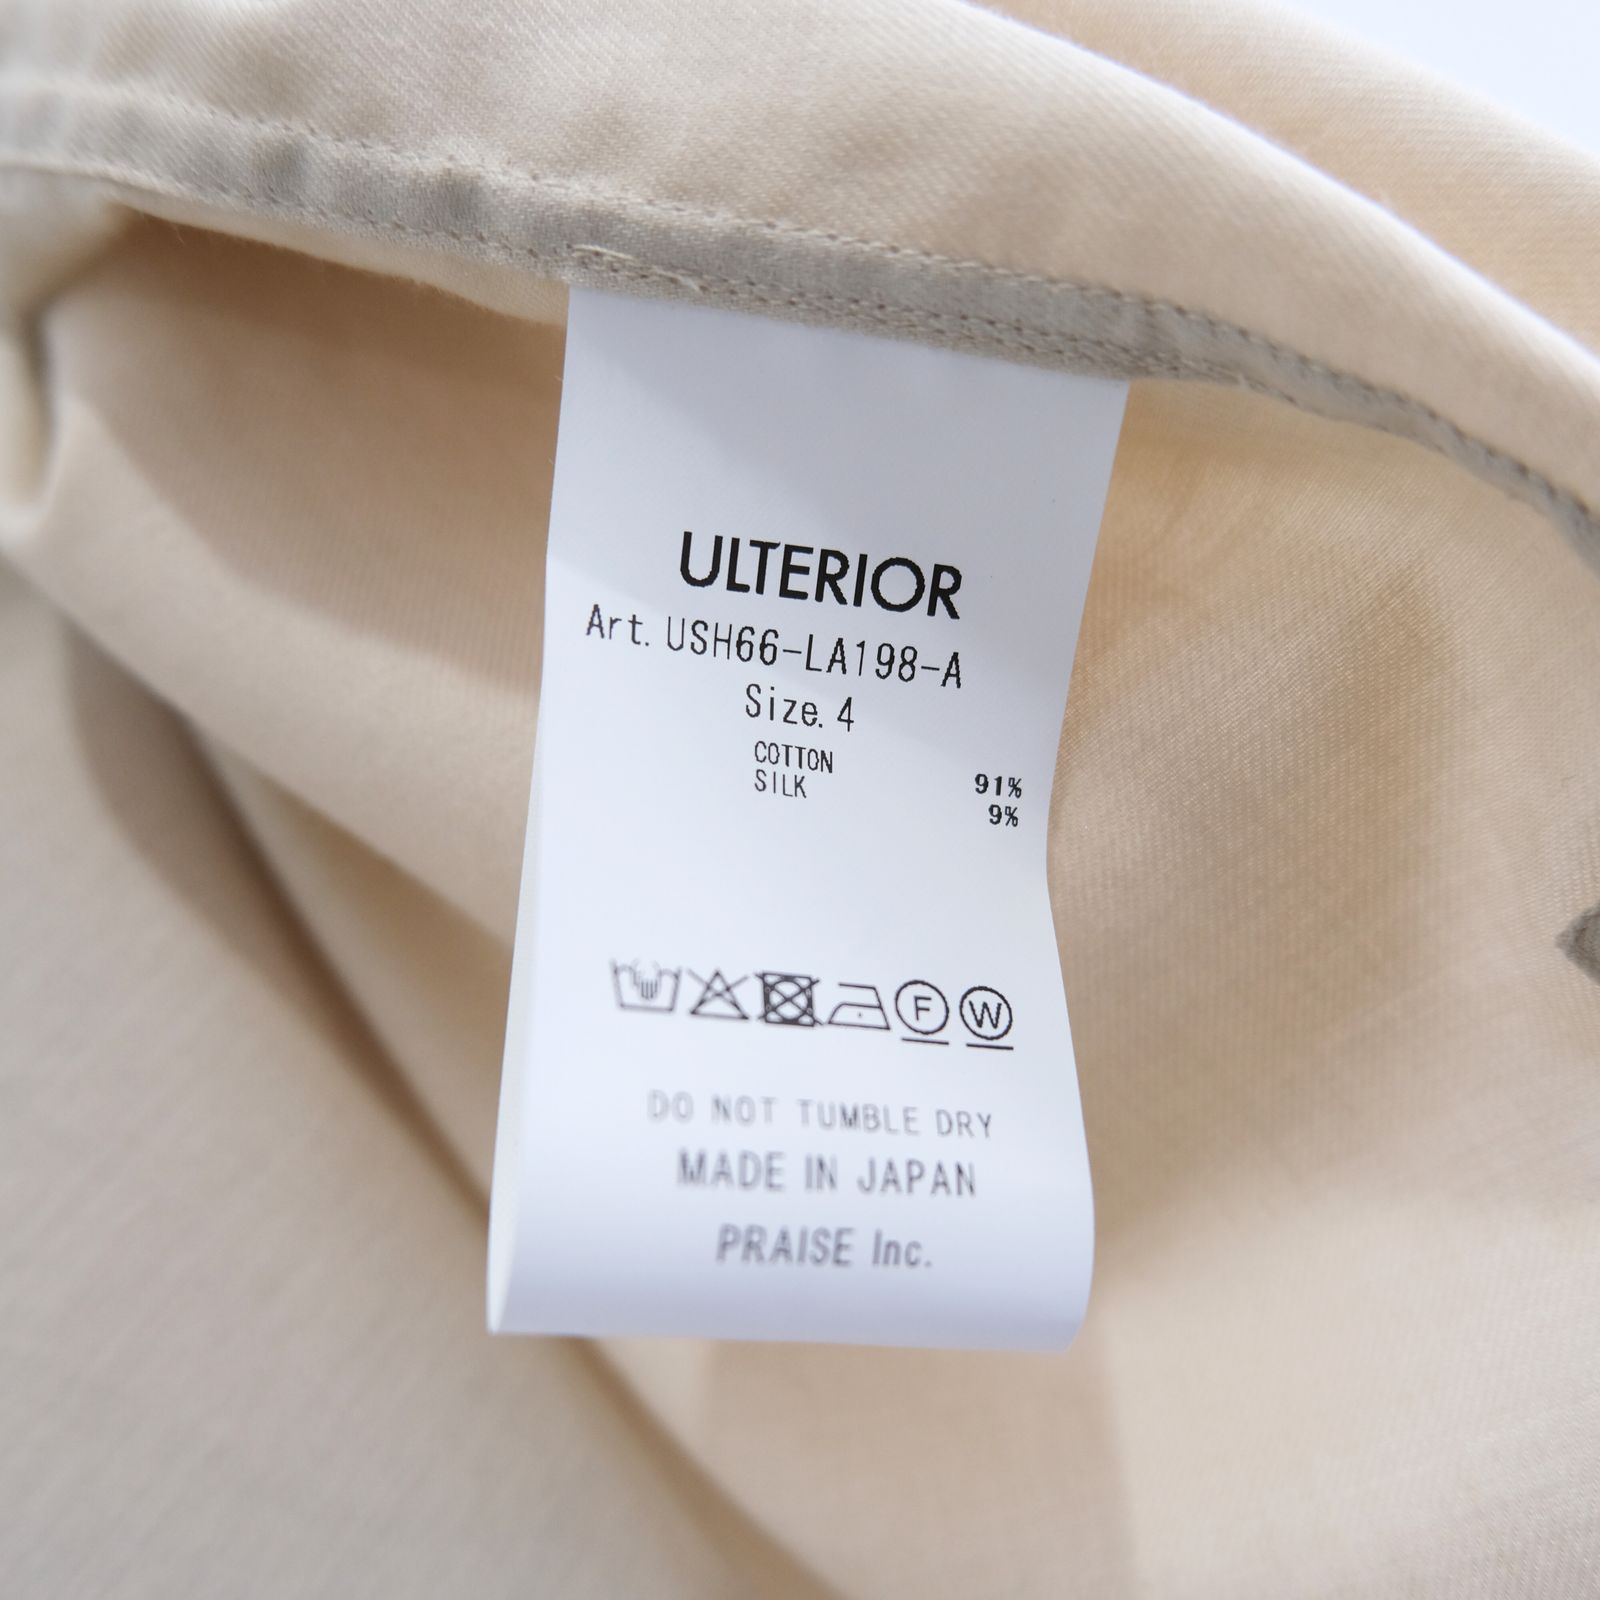 ULTERIOR
Art. USH66-LA198-A
Size. 4
COTTON 91%
SILK 9%
F W
DO NOT TUMBLE DRY
MADE IN JAPAN
PRAISE Inc.